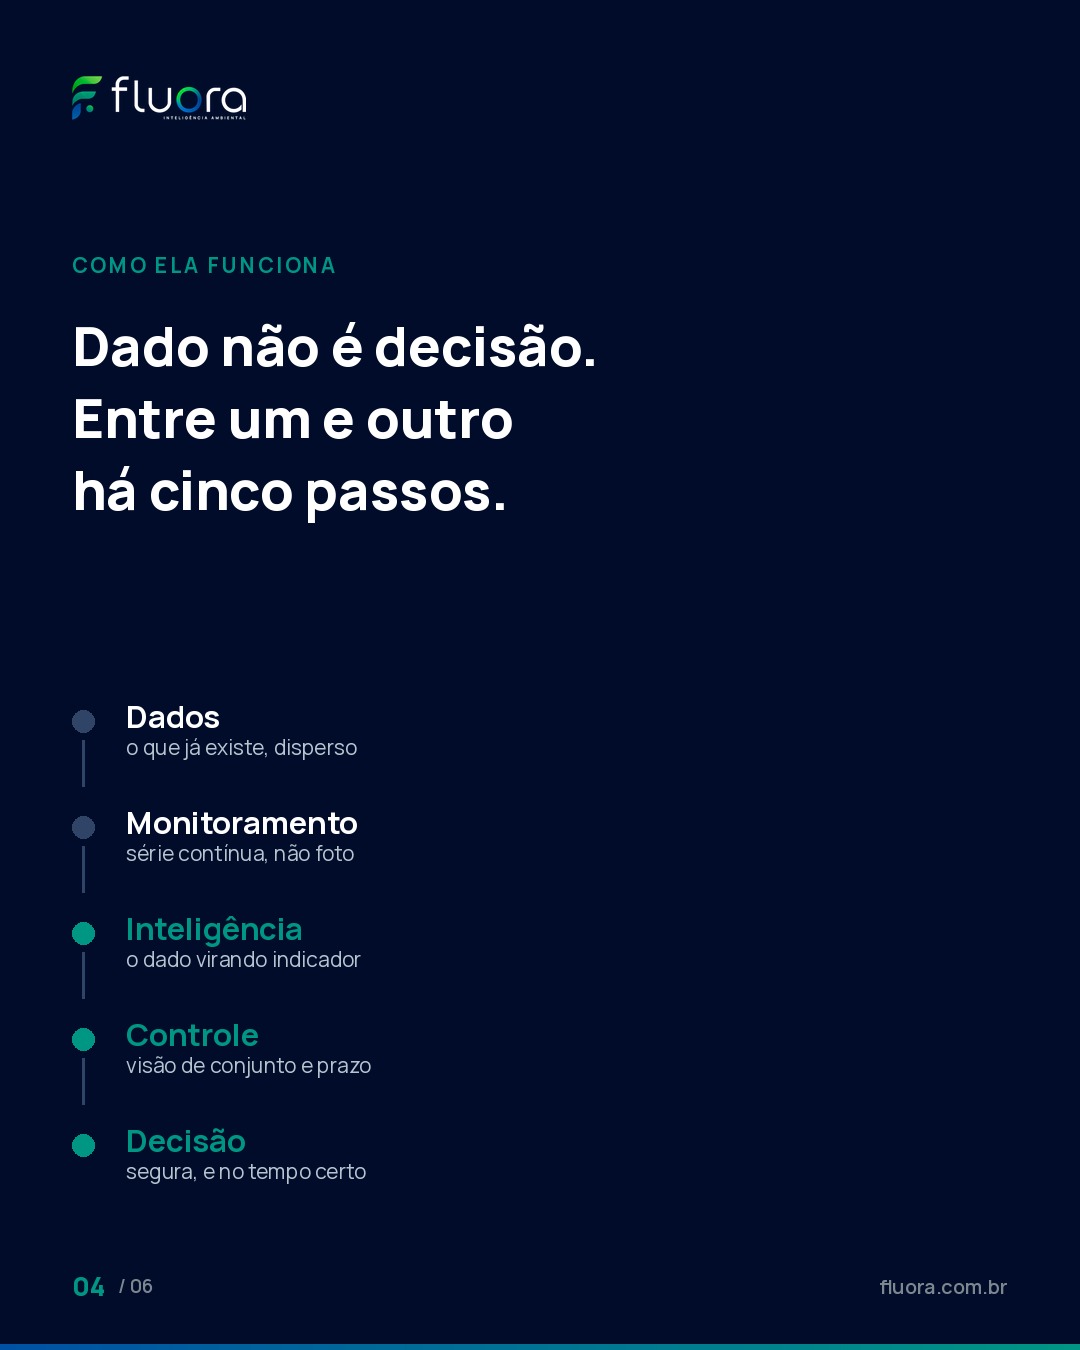 fluora
INTELIGÊNCIA AMBIENTAL
COMO ELA FUNCIONA
Dado não é decisão.
Entre um e outro
há cinco passos.
Dados
o que já existe, disperso
Monitoramento
série contínua, não foto
Inteligência
o dado virando indicador
Controle
visão de conjunto e prazo
Decisão
segura, e no tempo certo
04 / 06
fluora.com.br